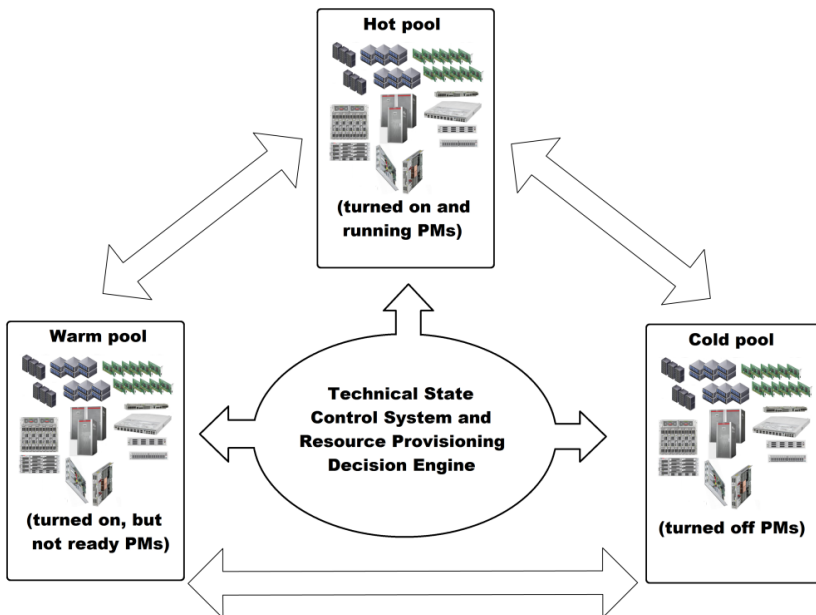 Hot pool
(turned on and
running PMs)
Warm pool
(turned on, but
not ready PMs)
Technical State
Control System and
Resource Provisioning
Decision Engine
Cold pool
(turned off PMs)